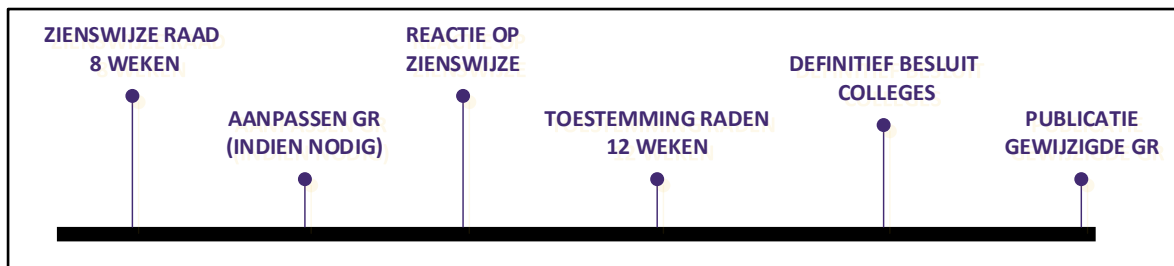 ZIENSWIJZE RAAD
8 WEKEN
AANPASSEN GR
(INDIEN NODIG)
REACTIE OP
ZIENSWIJZE
TOESTEMMING RADEN
12 WEKEN
DEFINITIEF BESLUIT
COLLEGES
PUBLICATIE
GEWIJZIGDE GR